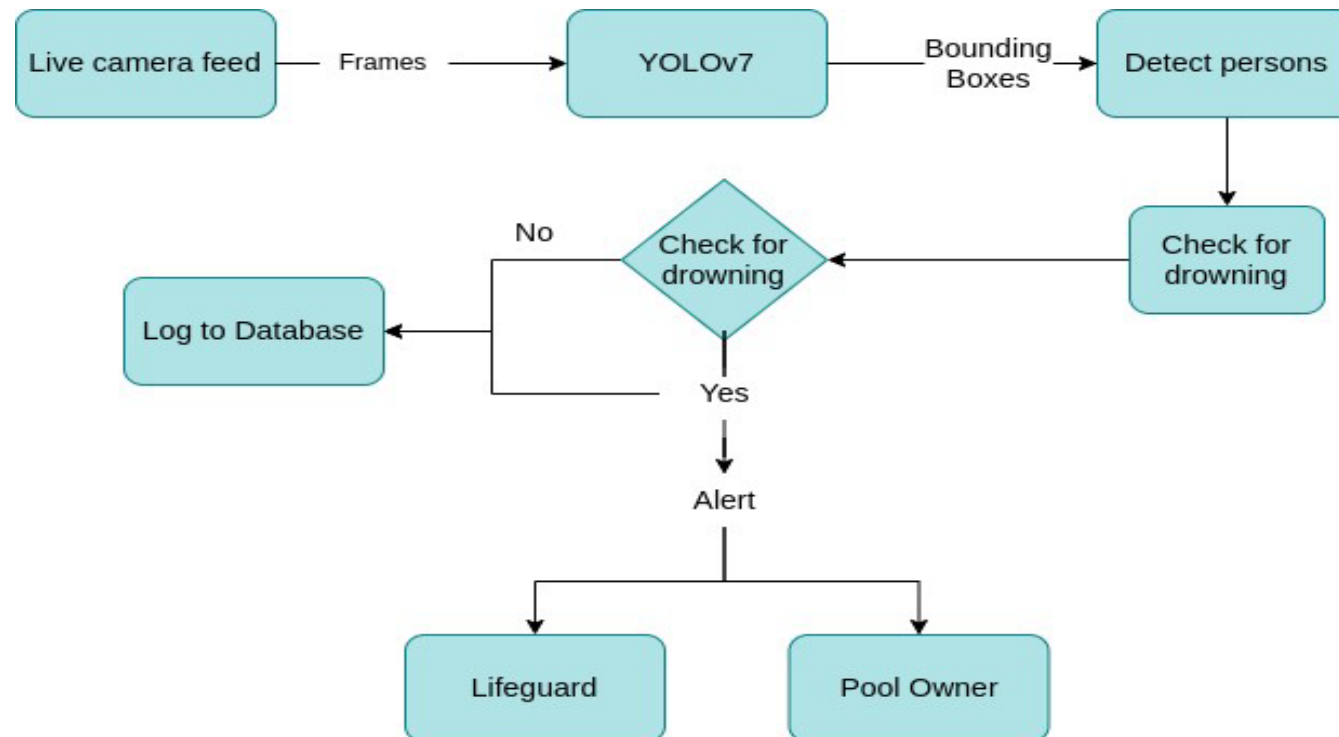 Live camera feed
Frames
YOLOv7
Bounding
Boxes
Detect persons
No
Check for
drowning
Check for
drowning
Log to Database
Yes
Alert
Lifeguard
Pool Owner